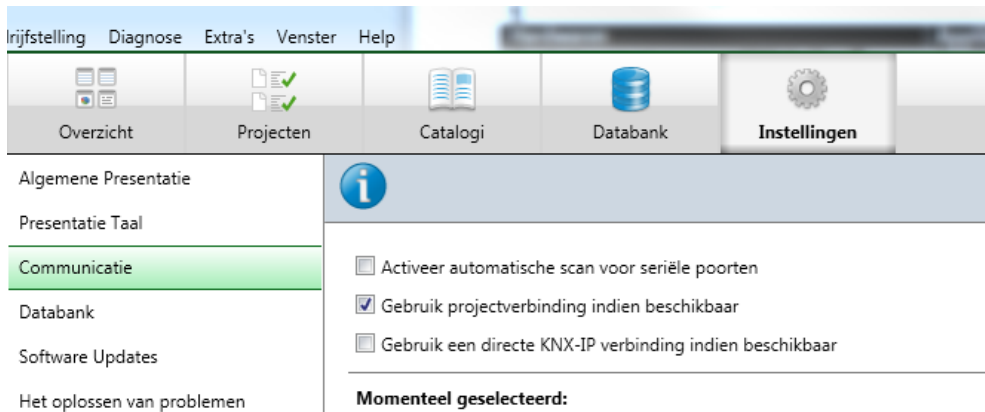 rijfstelling Diagnose Extra's Venster Help
Overzicht Projecten Catalogi Databank Instellingen
Algemene Presentatie
Presentatie Taal
Communicatie
Activeer automatische scan voor seriële poorten
Databank
Gebruik projectverbinding indien beschikbaar
Software Updates
Gebruik een directe KNX-IP verbinding indien beschikbaar
Het oplossen van problemen
Momenteel geselecteerd: